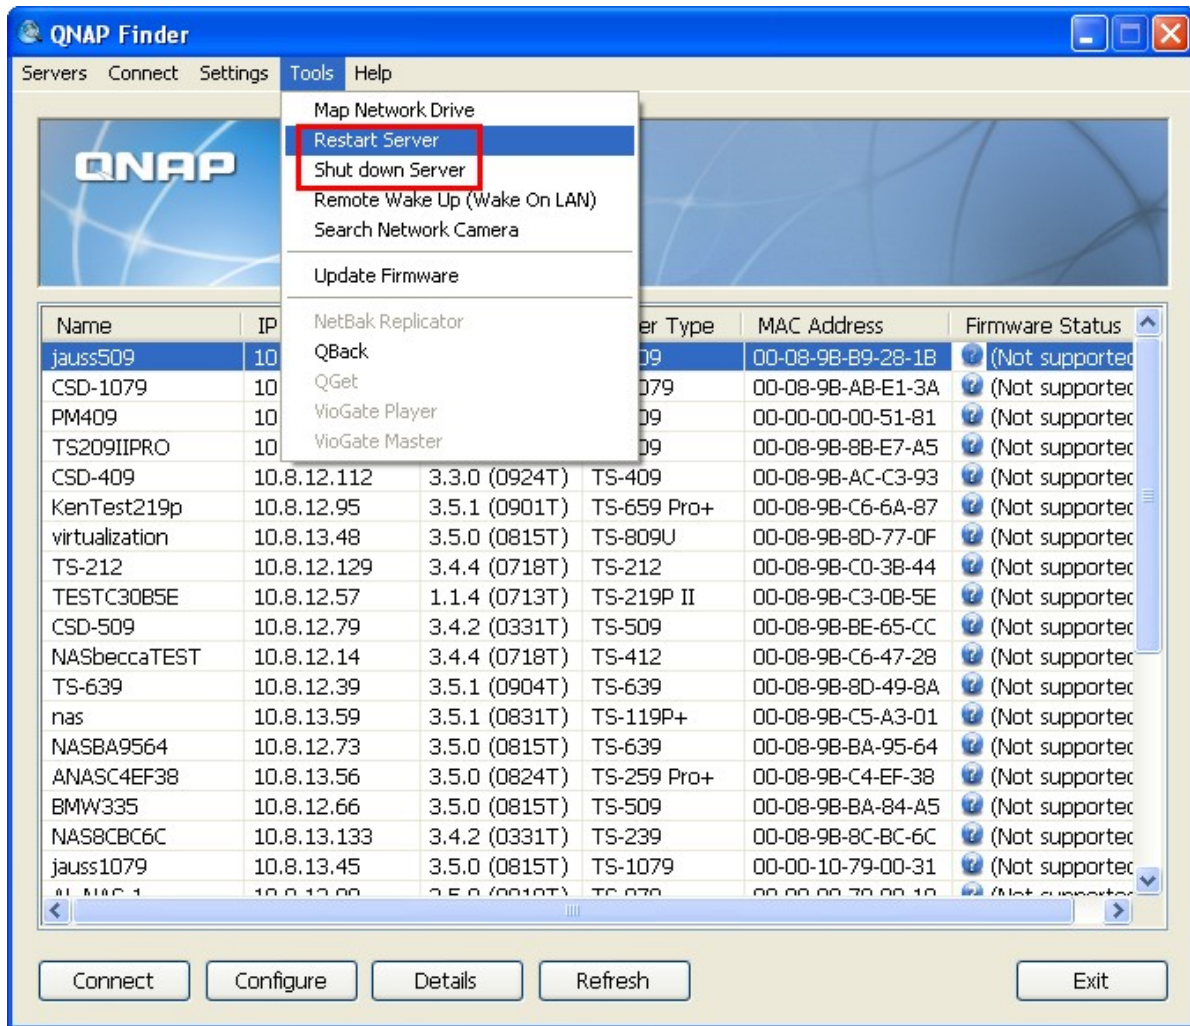 QNAP Finder
Servers Connect Settings Tools Help
Map Network Drive
Restart Server
Shut down Server
Remote Wake Up (Wake On LAN)
Search Network Camera
Update Firmware
NetBak Replicator
QBack
QGet
VioGate Player
VioGate Master
QNAP
Name IP er Type MAC Address Firmware Status
jauss509 10 09 00-08-9B-B9-28-1B (Not supported
CSD-1079 10 079 00-08-9B-AB-E1-3A (Not supported
PM409 10 09 00-00-00-00-51-81 (Not supported
TS209IIPRO 10 09 00-08-9B-8B-E7-A5 (Not supported
CSD-409 10.8.12.112 3.3.0 (0924T) TS-409 00-08-9B-AC-C3-93 (Not supported
KenTest219p 10.8.12.95 3.5.1 (0901T) TS-659 Pro+ 00-08-9B-C6-6A-87 (Not supported
virtualization 10.8.13.48 3.5.0 (0815T) TS-809U 00-08-9B-8D-77-0F (Not supported
TS-212 10.8.12.129 3.4.4 (0718T) TS-212 00-08-9B-C0-3B-44 (Not supported
TESTC30B5E 10.8.12.57 1.1.4 (0713T) TS-219P II 00-08-9B-C3-0B-5E (Not supported
CSD-509 10.8.12.79 3.4.2 (0331T) TS-509 00-08-9B-BE-65-CC (Not supported
NASbeccaTEST 10.8.12.14 3.4.4 (0718T) TS-412 00-08-9B-C6-47-28 (Not supported
TS-639 10.8.12.39 3.5.1 (0904T) TS-639 00-08-9B-8D-49-8A (Not supported
nas 10.8.13.59 3.5.1 (0831T) TS-119P+ 00-08-9B-C5-A3-01 (Not supported
NASBA9564 10.8.12.73 3.5.0 (0815T) TS-639 00-08-9B-BA-95-64 (Not supported
ANASC4EF38 10.8.13.56 3.5.0 (0824T) TS-259 Pro+ 00-08-9B-C4-EF-38 (Not supported
BMW335 10.8.12.66 3.5.0 (0815T) TS-509 00-08-9B-BA-84-A5 (Not supported
NAS8CBC6C 10.8.13.133 3.4.2 (0331T) TS-239 00-08-9B-8C-BC-6C (Not supported
jauss1079 10.8.13.45 3.5.0 (0815T) TS-1079 00-00-10-79-00-31 (Not supported
Connect Configure Details Refresh Exit